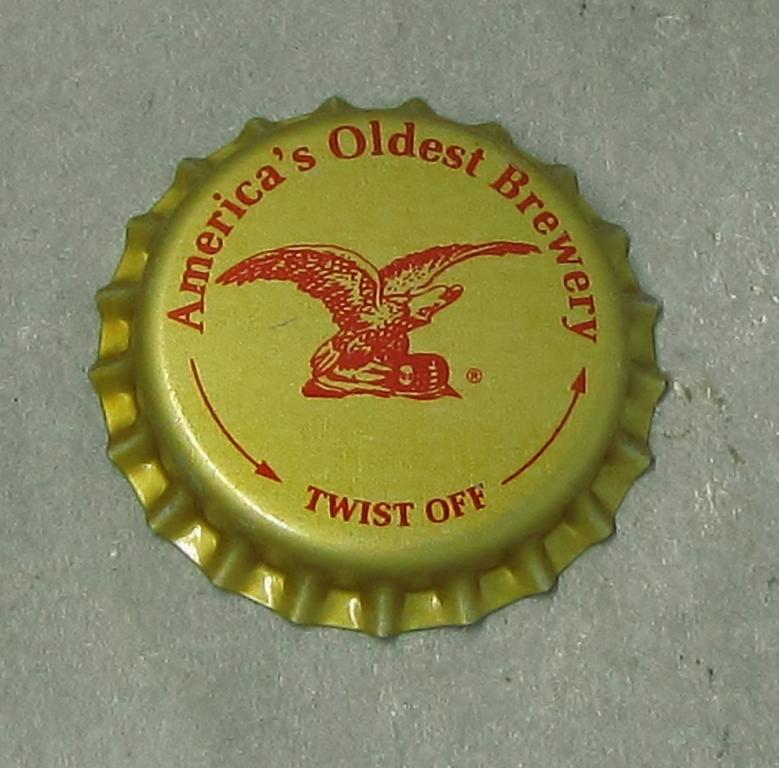 America's Oldest Brewery
®
TWIST OFF